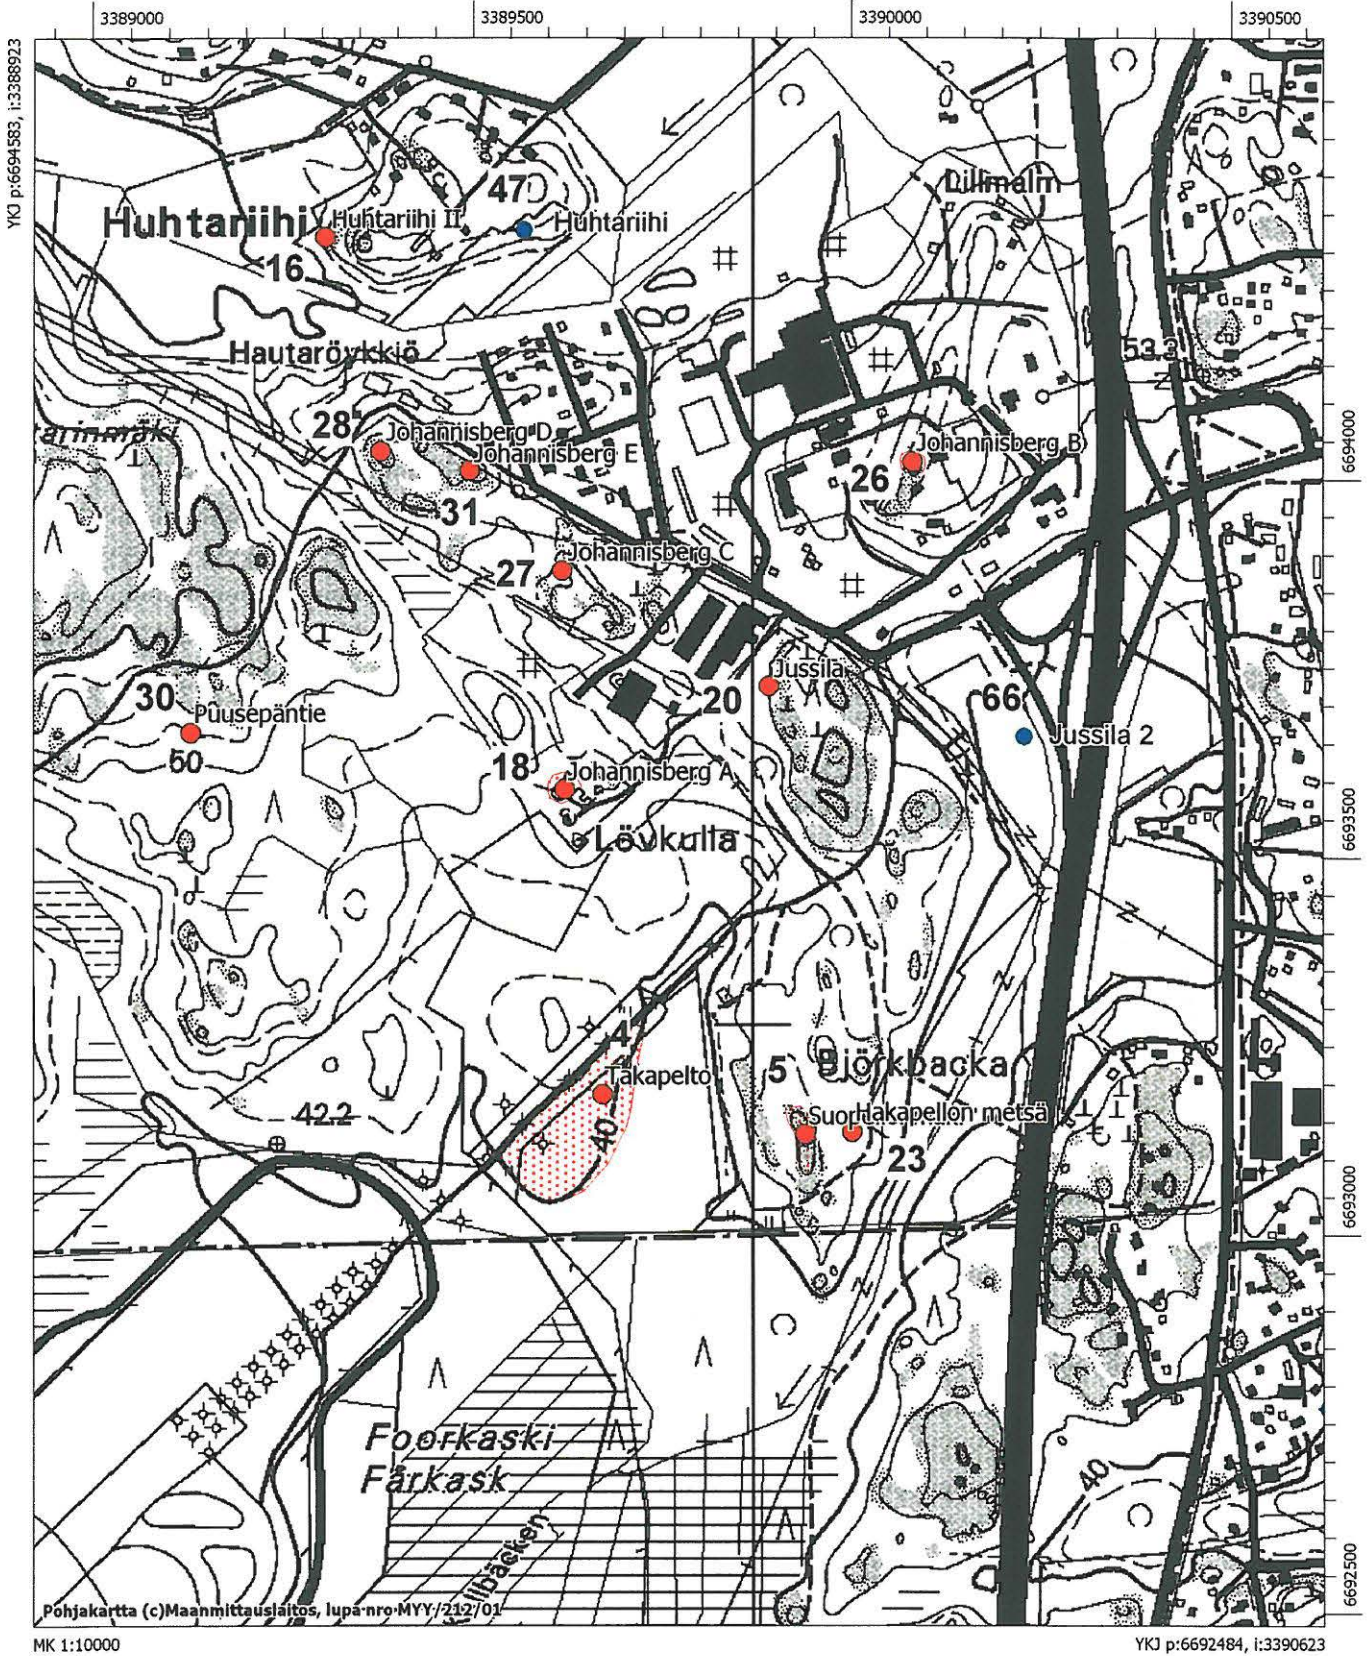 3389000
3389500
3390000
3390500
YKJ p:6694583, i:3388923
47
Lillmalm
Huhtariihi
Huhtariihi II
Huhtariihi
16
Hautaröykkiö
53.3
28
Johannisberg D
Johannisberg E
Johannisberg B
6694000
26
31
27
Johannisberg C
Jussila
30
20
66
Puusepäntie
Jussila 2
50
18
Johannisberg A
Lövkulla
6693500
4
Takapelto
5
Björkbacka
42.2
40
Hakapellon metsä
23
6693000
Foorkaski
Fårkask
40
6692500
Pohjakartta (c)Maanmittauslaitos, lupa nro MYY/212/01
MK 1:10000
YKJ p:6692484, i:3390623